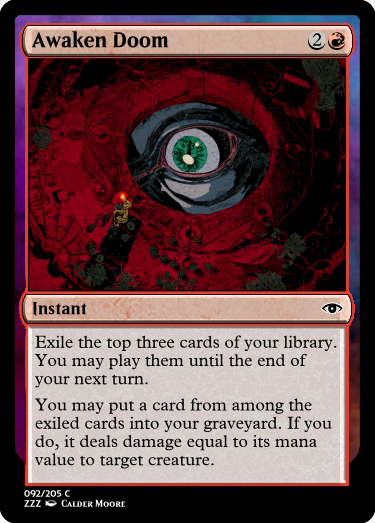 Awaken Doom 2
Instant
Exile the top three cards of your library.
You may play them until the end of
your next turn.
You may put a card from among the
exiled cards into your graveyard. If you
do, it deals damage equal to its mana
value to target creature.
092/205 C
ZZZ Calder Moore